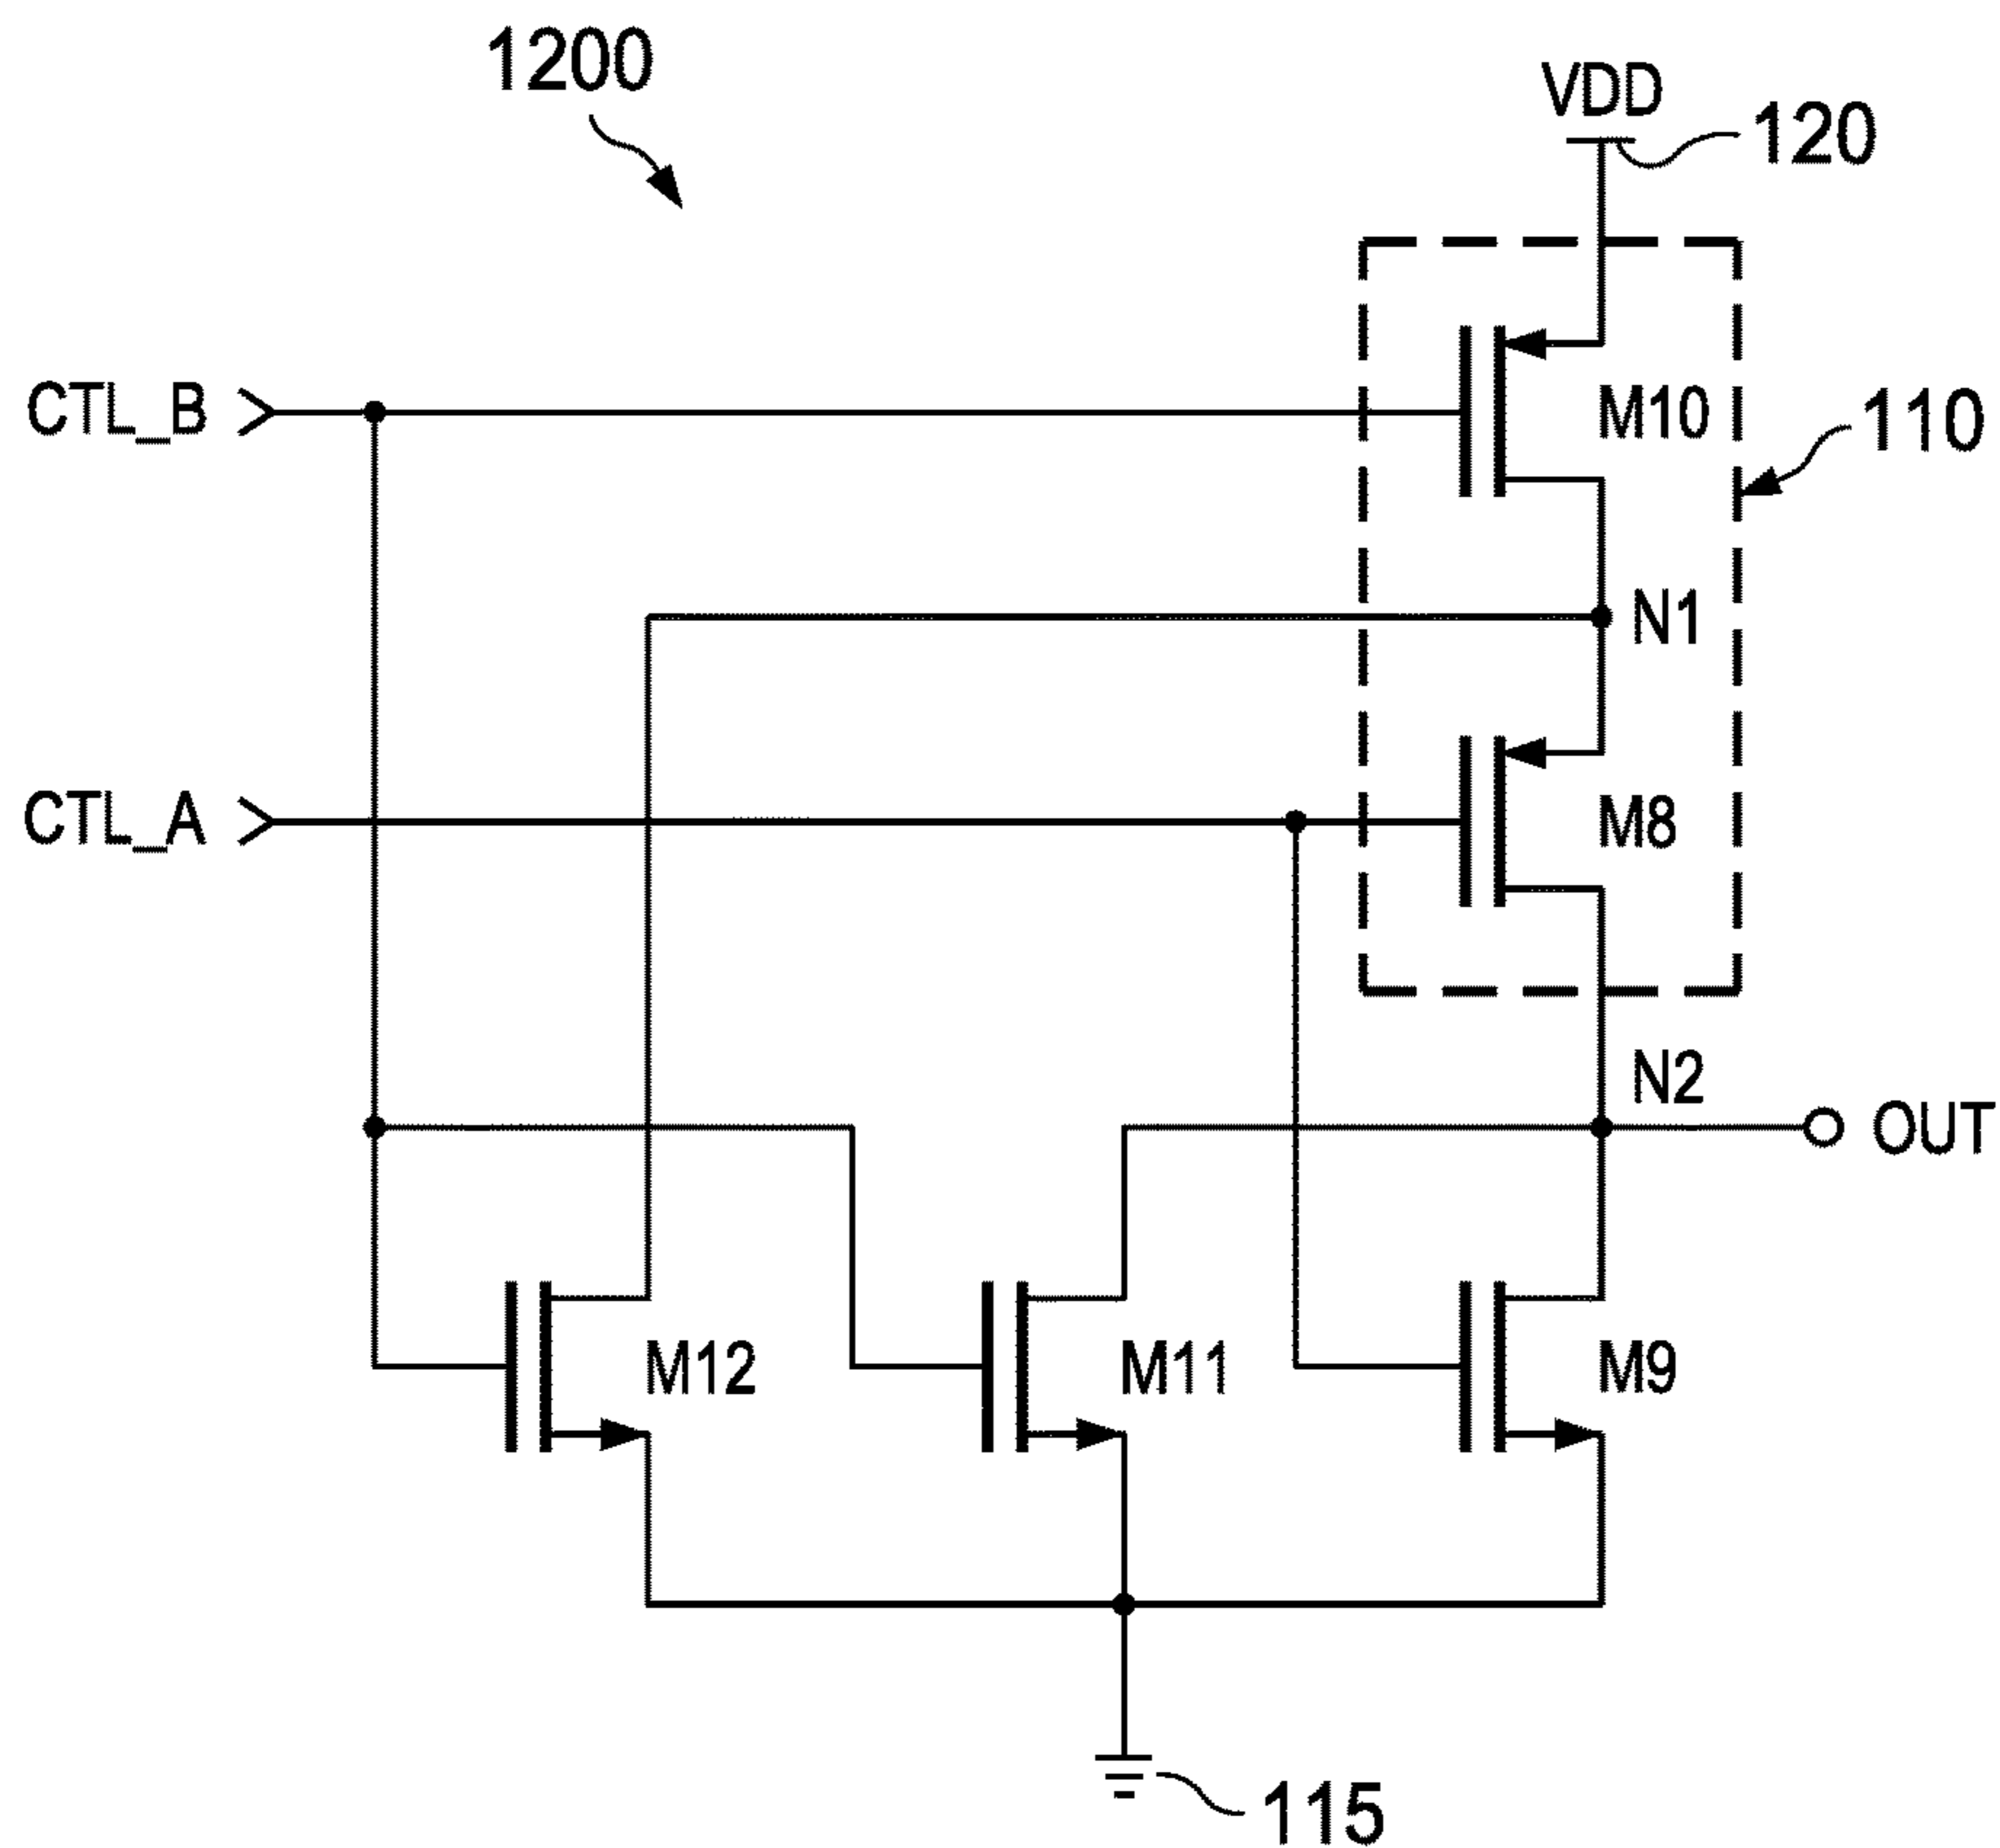 1200
VDD
120
CTL_B
M10
110
N1
CTL_A
M8
N2
OUT
M12
M11
M9
115